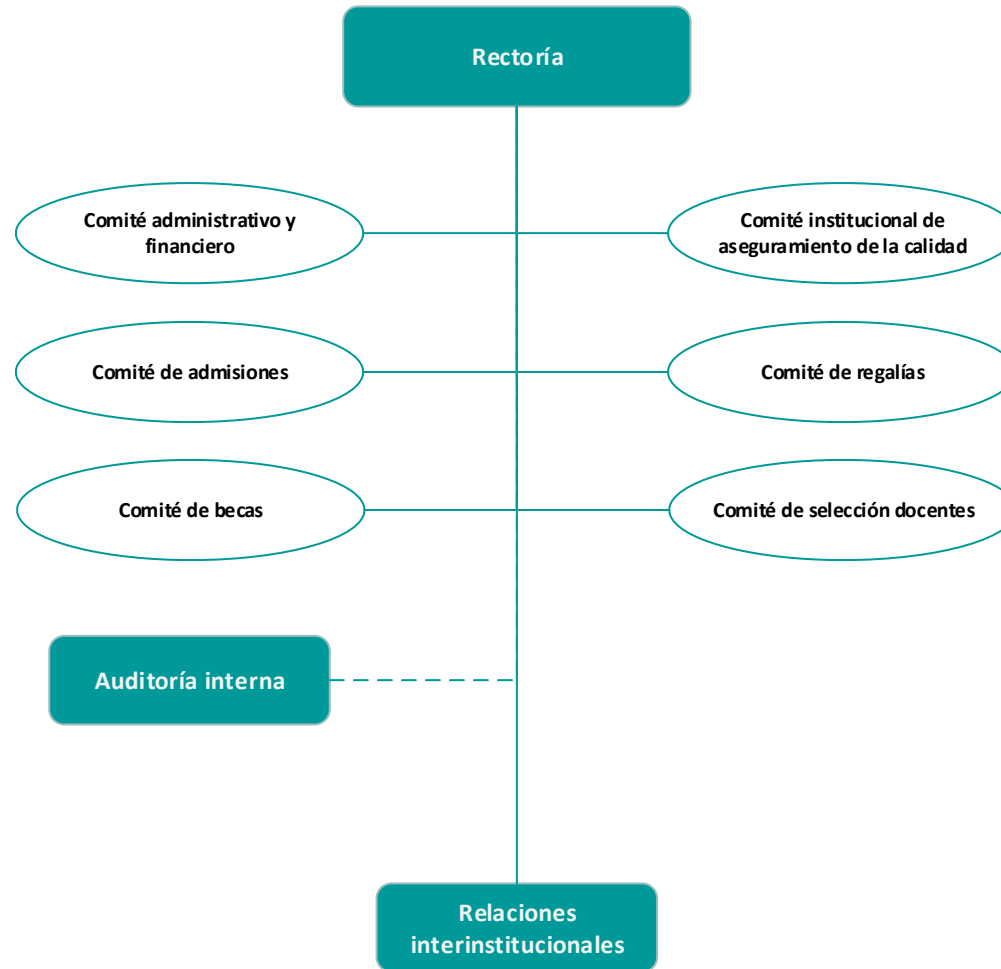 Rectoría
Comité administrativo y
financiero
Comité institucional de
aseguramiento de la calidad
Comité de admisiones
Comité de regalías
Comité de becas
Comité de selección docentes
Auditoría interna
Relaciones
interinstitucionales